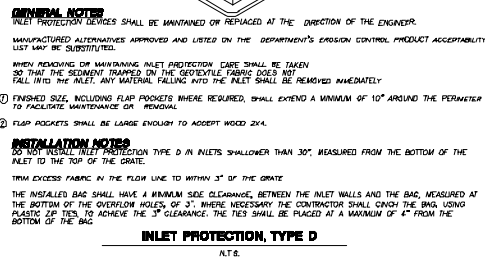 GENERAL NOTES
INLET PROTECTION DEVICES SHALL BE MAINTAINED OR REPLACED AT THE DIRECTION OF THE ENGINEER.
MANUFACTURED ALTERNATIVES APPROVED AND LISTED ON THE DEPARTMENT'S EROSION CONTROL PRODUCT ACCEPTABILITY
LIST MAY BE SUBSTITUTED.
WHEN REMOVING OR MAINTAINING INLET PROTECTION CARE SHALL BE TAKEN
SO THAT THE SEDIMENT TRAPPED ON THE GEOTEXTILE FABRIC DOES NOT
FALL INTO THE INLET. ANY MATERIAL FALLING INTO THE INLET SHALL BE REMOVED IMMEDIATELY
① FINISHED SIZE, INCLUDING FLAP POCKETS WHERE REQUIRED, SHALL EXTEND A MINIMUM OF 10" AROUND THE PERIMETER
TO FACILITATE MAINTENANCE OR REMOVAL
② FLAP POCKETS SHALL BE LARGE ENOUGH TO ACCEPT WOOD 2X4.
INSTALLATION NOTES
DO NOT INSTALL INLET PROTECTION TYPE D IN INLETS SHALLOWER THAN 30", MEASURED FROM THE BOTTOM OF THE
INLET TO THE TOP OF THE GRATE.
TRIM EXCESS FABRIC IN THE FLOW LINE TO WITHIN 3" OF THE GRATE
THE INSTALLED BAG SHALL HAVE A MINIMUM SIDE CLEARANCE, BETWEEN THE INLET WALLS AND THE BAG, MEASURED AT
THE BOTTOM OF THE OVERFLOW HOLES, OF 3". WHERE NECESSARY THE CONTRACTOR SHALL CINCH THE BAG, USING
PLASTIC ZIP TIES, TO ACHIEVE THE 3" CLEARANCE. THE TIES SHALL BE PLACED AT A MAXIMUM OF 4" FROM THE
BOTTOM OF THE BAG
INLET PROTECTION, TYPE D
N.T.S.